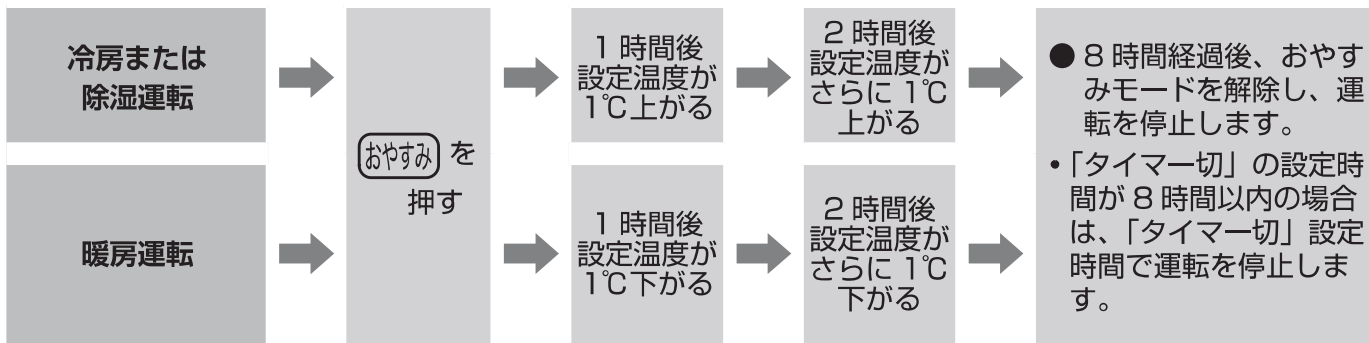 冷房または
除湿運転
おやすみ を
押す
1 時間後
設定温度が
1℃上がる
2 時間後
設定温度が
さらに 1℃
上がる
暖房運転
1 時間後
設定温度が
1℃下がる
2 時間後
設定温度が
さらに 1℃
下がる
● 8 時間経過後、おやす
みモードを解除し、運
転を停止します。
•「タイマー切」の設定時
間が 8 時間以内の場合
は、「タイマー切」設定
時間で運転を停止しま
す。